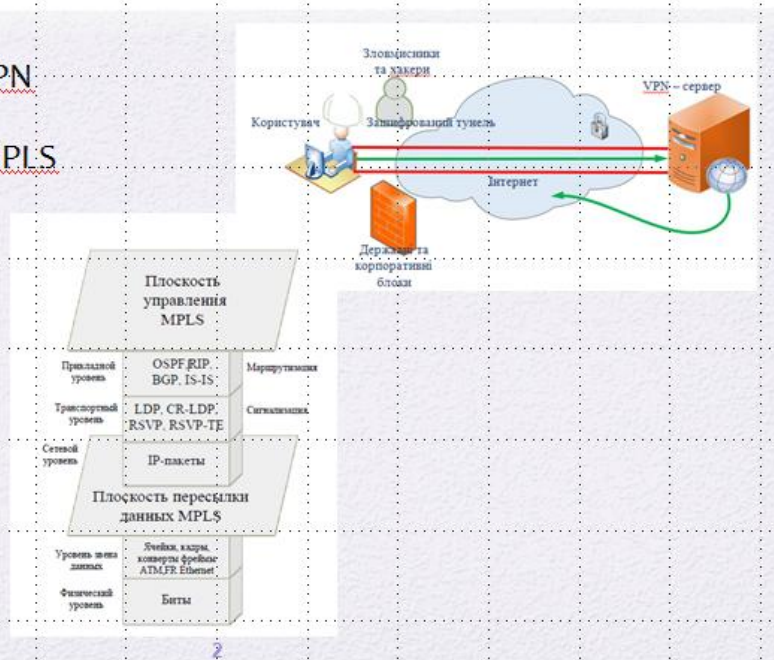 PN
PLS
Зловмисники
та хакери
VPN – сервер
Користувач
Зашифрований тунель
Інтернет
Державні та
корпоративні
блоки
Плоскость
управления
MPLS
Прикладной
уровень
OSPF,RIP,
BGP, IS-IS
Маршрутизация
Транспортный
уровень
LDP, CR-LDP,
RSVP, RSVP-TE
Сигнализация
Сетевой
уровень
IP-пакеты
Плоскость пересылки
данных MPLS
Уровень звена
данных
Ячейки, кадры,
конверты фреймы
ATM,FR Ethernet
Физический
уровень
Биты
2